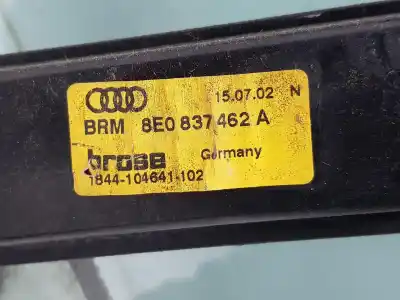 15.07.02 N
BRM 8E0 837 462 A
brose Germany
1844-104641-102